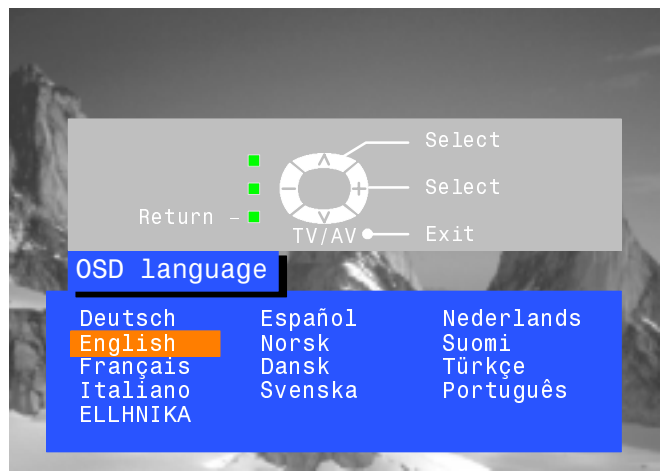 Select
Select
Return –
TV/AV
Exit
OSD language
Deutsch
Español
Nederlands
English
Norsk
Suomi
Français
Dansk
Türkçe
Italiano
Svenska
Português
ELLHNIKA